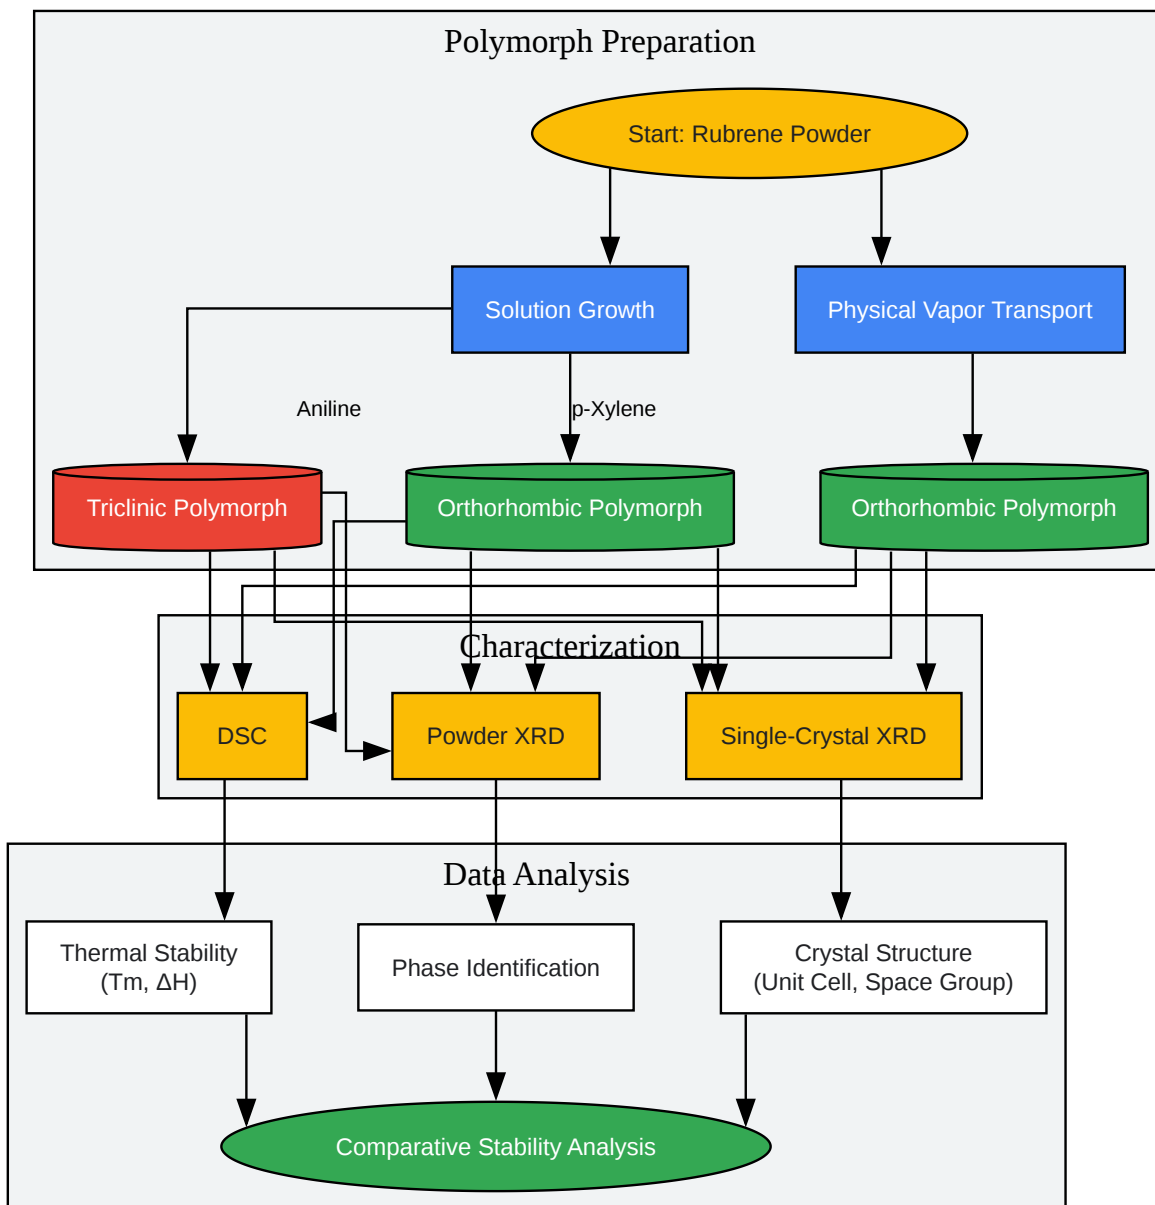 Polymorph Preparation
Start: Rubrene Powder
Solution Growth
Physical Vapor Transport
Aniline
p-Xylene
Triclinic Polymorph
Orthorhombic Polymorph
Orthorhombic Polymorph
Characterization
DSC
Powder XRD
Single-Crystal XRD
Data Analysis
Thermal Stability
(Tm, ΔH)
Phase Identification
Crystal Structure
(Unit Cell, Space Group)
Comparative Stability Analysis